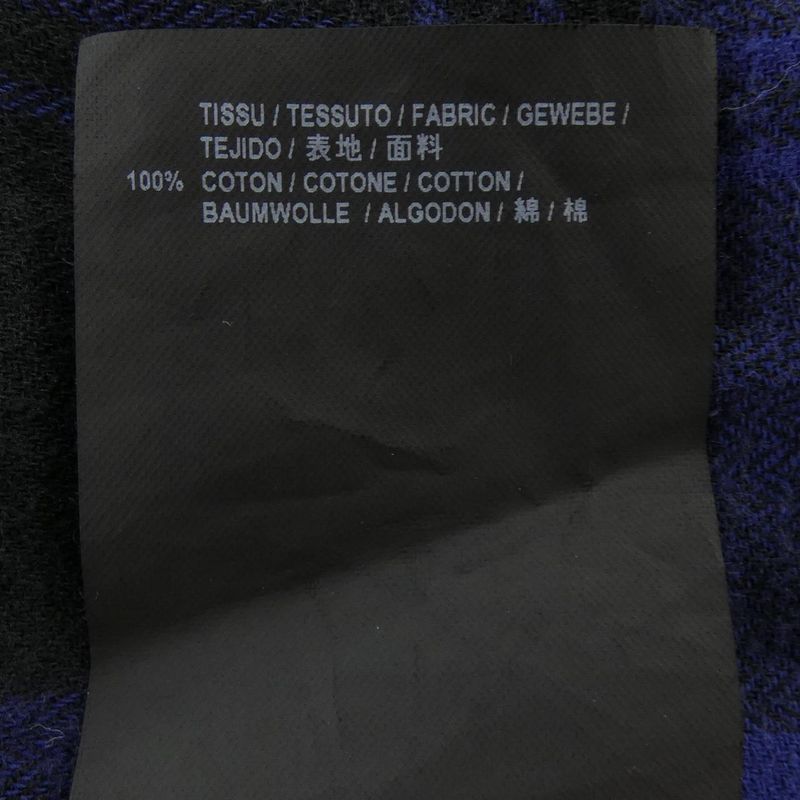 TISSU / TESSUTO / FABRIC / GEWEBE /
TEJIDO / 表地 / 面料
100% COTON / COTONE / COTTON /
BAUMWOLLE / ALGODON / 綿 / 棉